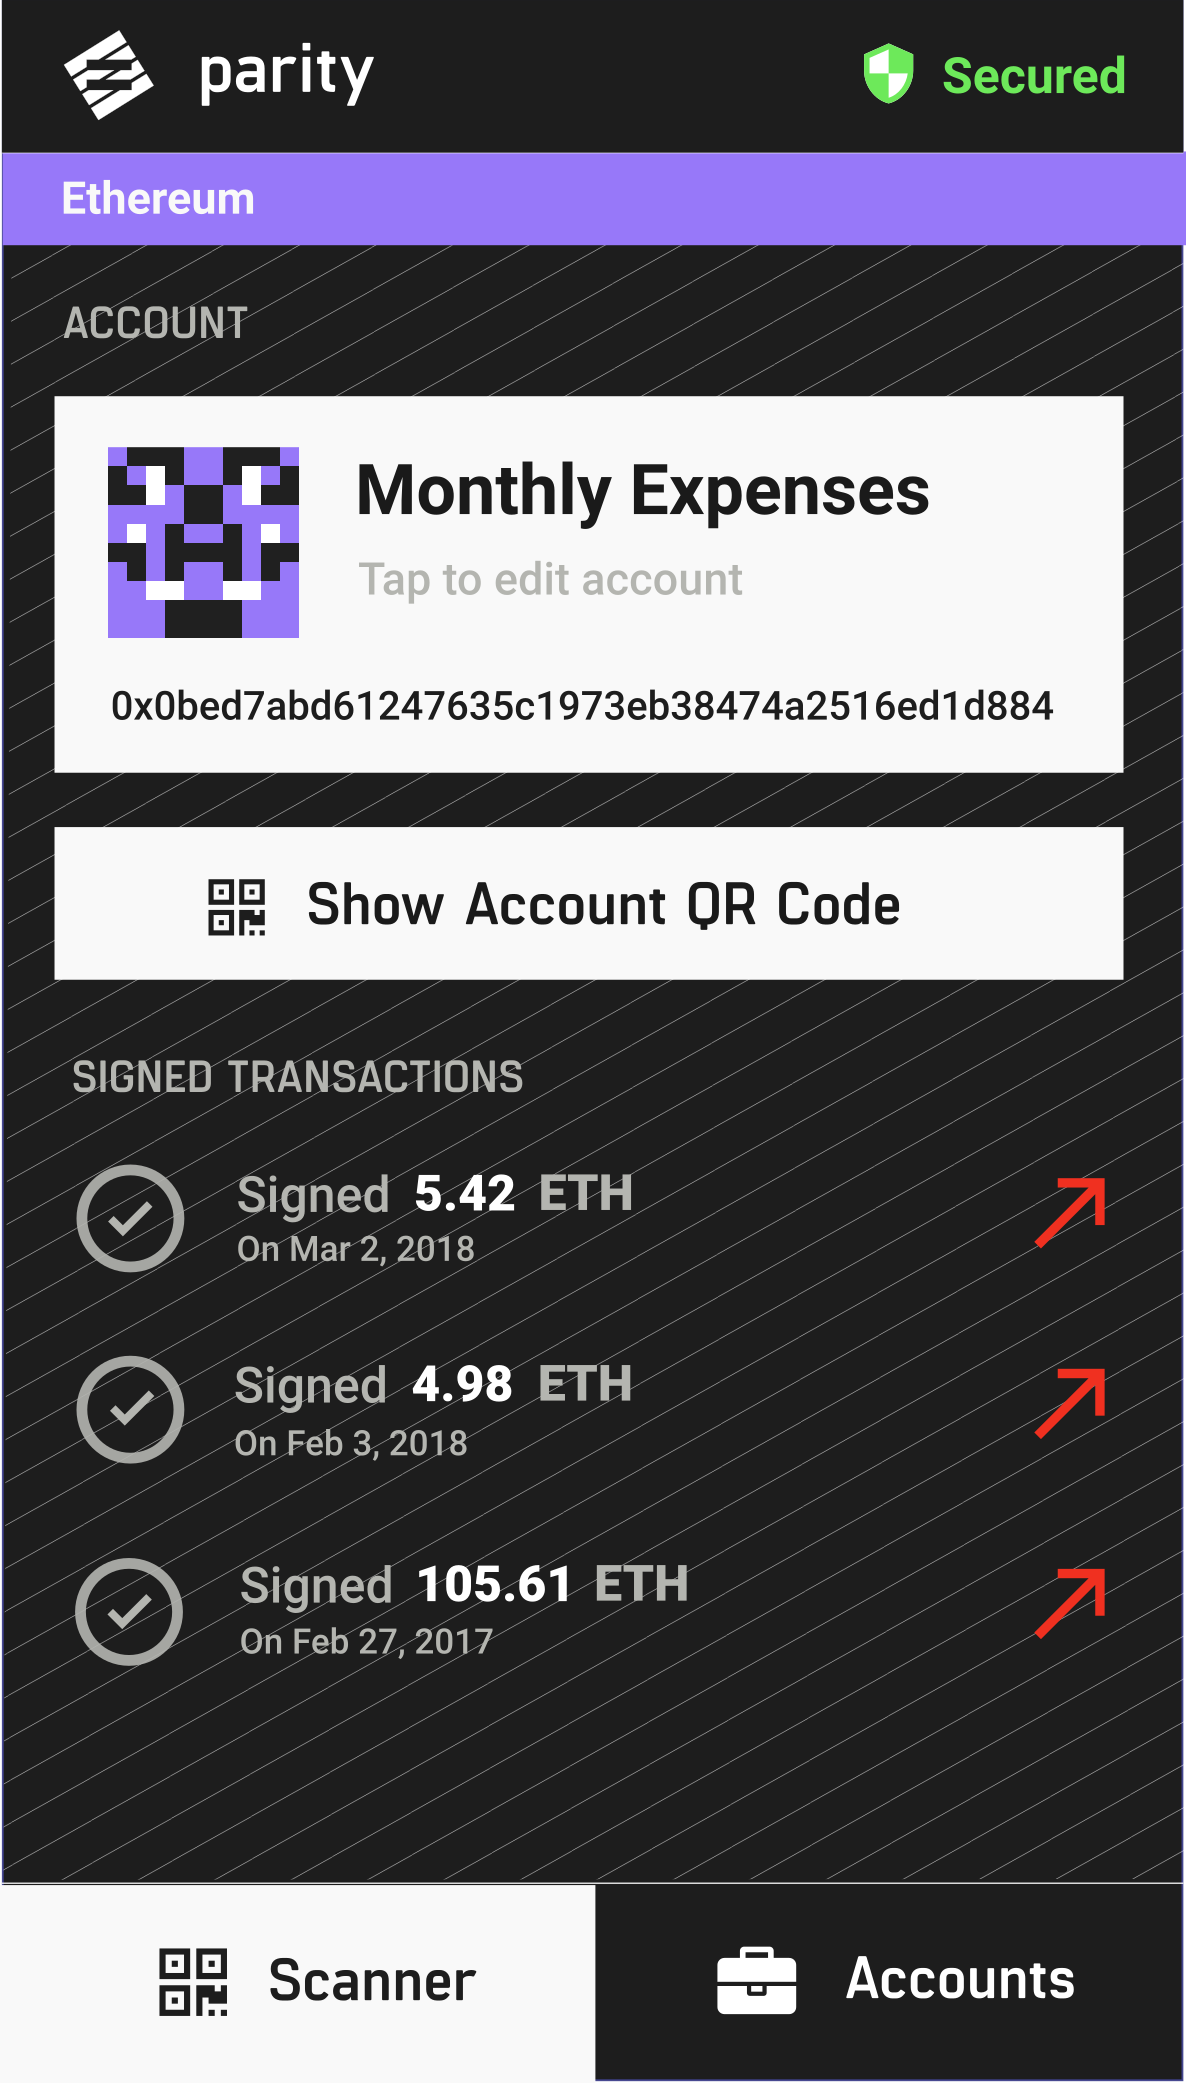 parity
Secured
Ethereum
ACCOUNT
Monthly Expenses
Tap to edit account
0x0bed7abd61247635c1973eb38474a2516ed1d884
Show Account QR Code
SIGNED TRANSACTIONS
Signed 5.42 ETH
On Mar 2, 2018
Signed 4.98 ETH
On Feb 3, 2018
Signed 105.61 ETH
On Feb 27, 2017
Scanner
Accounts